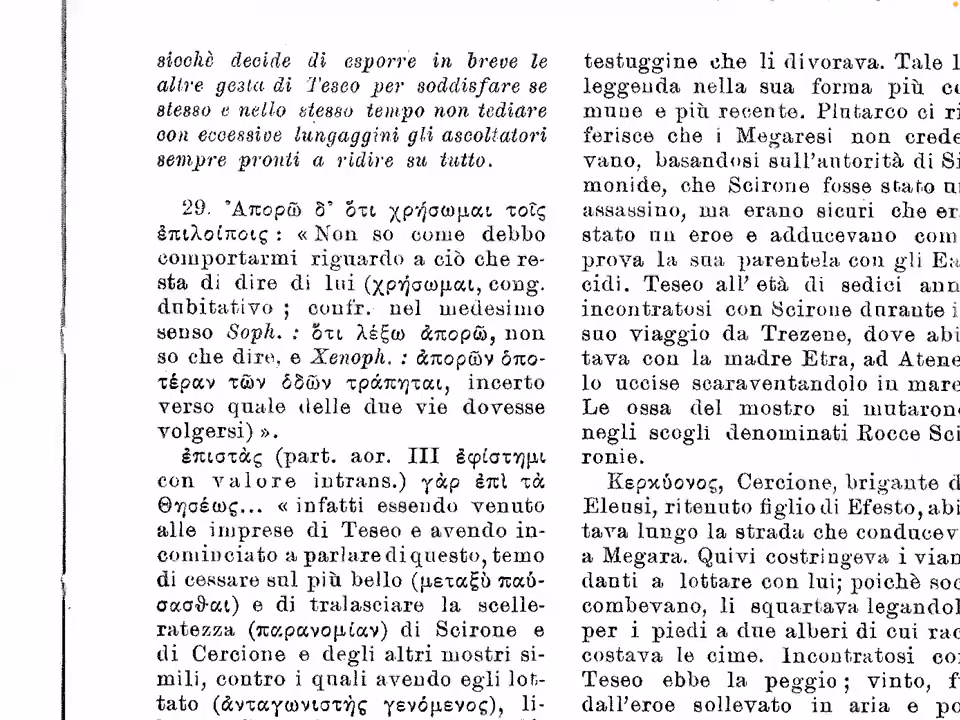 siochè decide di esporre in breve le
altre gesta di Teseo per soddisfare se
stesso e nello stesso tempo non tediare
con eccessive lungaggini gli ascoltatori
sempre pronti a ridire su tutto.
29. Ἀπορῶ δ' ὅτι χρήσωμαι τοῖς
ἐπιλοίποις : « Non so come debbo
comportarmi riguardo a ciò che re-
sta di dire di lui (χρήσωμαι, cong.
dubitativo ; confr. nel medesimo
senso Soph. : ὅτι λέξω ἀπορῶ, non
so che dire, e Xenoph. : ἀπορῶν ὁπο-
τέραν τῶν ὁδῶν τράπηται, incerto
verso quale delle due vie dovesse
volgersi) ».
ἐπιστὰς (part. aor. III ἐφίστημι
con valore intrans.) γὰρ ἐπὶ τὰ
Θησέως... « infatti essendo venuto
alle imprese di Teseo e avendo in-
cominciato a parlare di questo, temo
di cessare sul più bello (μεταξὺ παύ-
σασθαι) e di tralasciare la scelle-
ratezza (παρανομίαν) di Scirone e
di Cercione e degli altri mostri si-
mili, contro i quali avendo egli lot-
tato (ἀνταγωνιστὴς γενόμενος), li-
testuggine che li divorava. Tale l
leggenda nella sua forma più co
mune e più recente. Plutarco ci ri
ferisce che i Megaresi non crede
vano, basandosi sull'autorità di Si
monide, che Scirone fosse stato un
assassino, ma erano sicuri che er
stato un eroe e adducevano com
prova la sua parentela con gli Ea
cidi. Teseo all' età di sedici ann
incontratosi con Scirone durante i
suo viaggio da Trezene, dove abi
tava con la madre Etra, ad Atene
lo uccise scaraventandolo in mare
Le ossa del mostro si mutaron
negli scogli denominati Rocce Sci
ronie.
Κερκύονος, Cercione, brigante d
Eleusi, ritenuto figlio di Efesto, abi
tava lungo la strada che conducev
a Megara. Quivi costringeva i vian
danti a lottare con lui; poichè soc
combevano, li squartava legandol
per i piedi a due alberi di cui rac
costava le cime. Incontratosi con
Teseo ebbe la peggio ; vinto, f
dall'eroe sollevato in aria e po